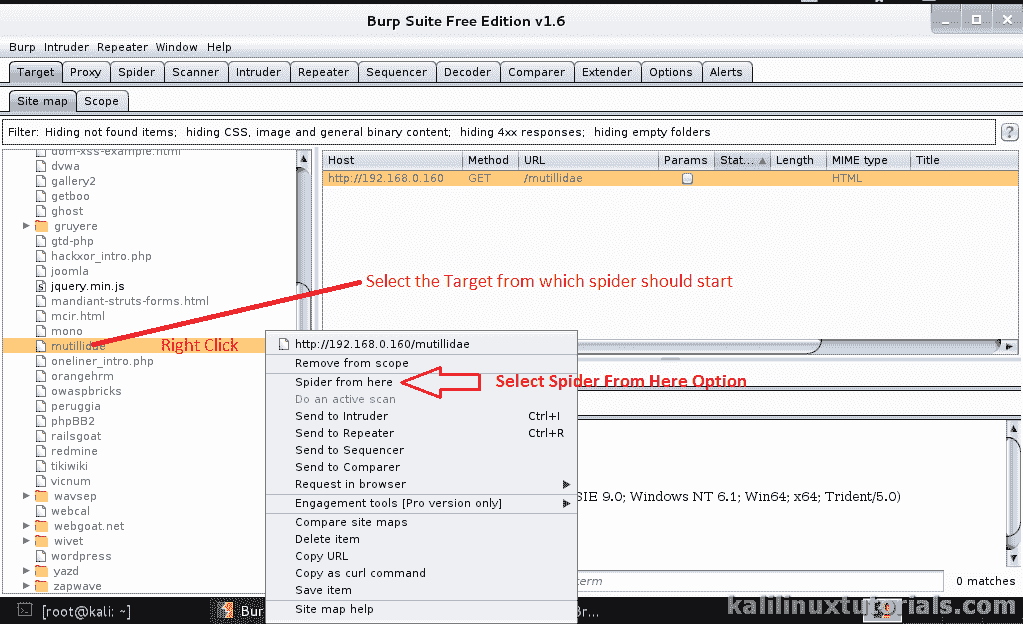 Burp Suite Free Edition v1.6
Burp Intruder Repeater Window Help
Target Proxy Spider Scanner Intruder Repeater Sequencer Decoder Comparer Extender Options Alerts
Site map Scope
Filter: Hiding not found items; hiding CSS, image and general binary content; hiding 4xx responses; hiding empty folders
?
dom-xss-example.html
dvwa
gallery2
getboo
ghost
gruyere
gtd-php
hackxor_intro.php
joomla
jquery.min.js
mandiant-struts-forms.html
mcir.html
mono
mutillidae
oneliner_intro.php
orangehrm
owaspbricks
peruggia
phpBB2
railsgoat
redmine
tikiwiki
vicnum
wavsep
webcal
webgoat.net
wivet
wordpress
yazd
zapwave
Host Method URL Params Stat... Length MIME type Title
http://192.168.0.160 GET /mutillidae HTML
Select the Target from which spider should start
Right Click
http://192.168.0.160/mutillidae
Remove from scope
Spider from here
Select Spider From Here Option
Do an active scan
Send to Intruder Ctrl+I
Send to Repeater Ctrl+R
Send to Sequencer
Send to Comparer
Request in browser
Engagement tools [Pro version only]
Compare site maps
Delete item
Copy URL
Copy as curl command
Save item
Site map help
SIE 9.0; Windows NT 6.1; Win64; x64; Trident/5.0)
term
0 matches
[root@kali: ~]
Bur
kalilinuxtutorials.com